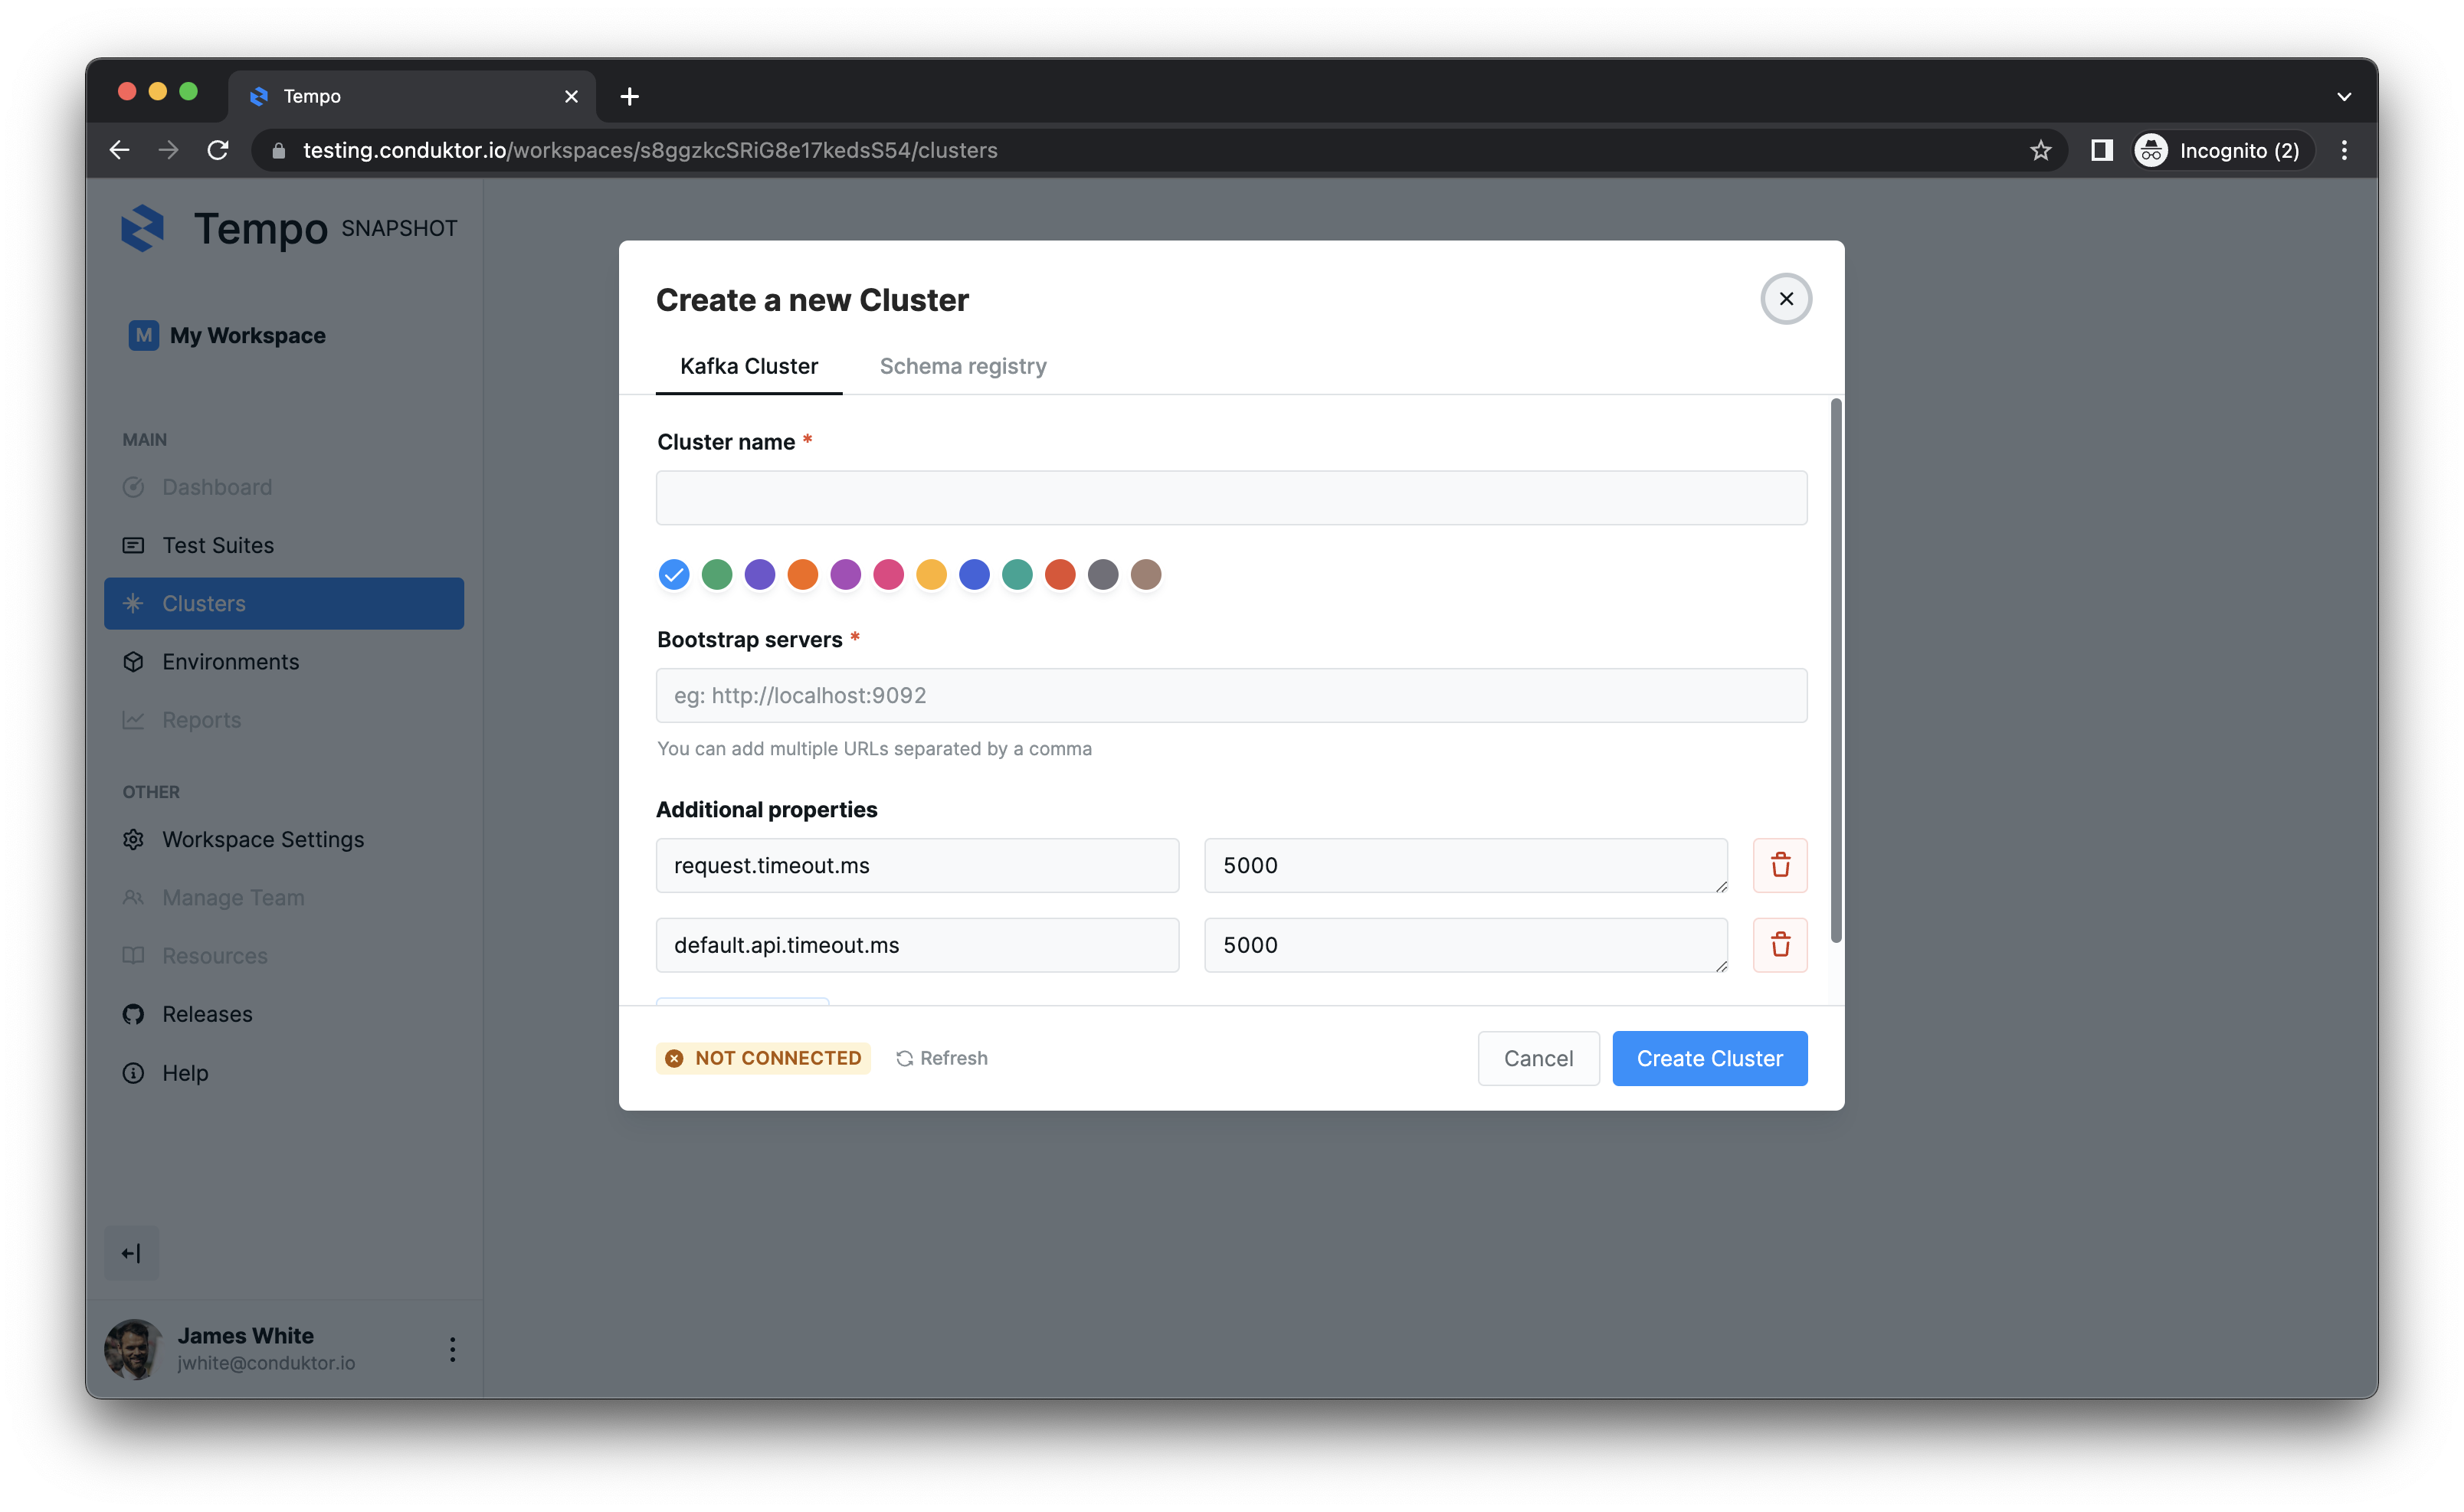 Tempo
testing.conduktor.io/workspaces/s8ggzkcSRiG8e17kedsS54/clusters
Incognito (2)
Tempo SNAPSHOT
M My Workspace
MAIN
Dashboard
Test Suites
Clusters
Environments
Reports
OTHER
Workspace Settings
Manage Team
Resources
Releases
Help
James White
jwhite@conduktor.io
Create a new Cluster
Kafka Cluster Schema registry
Cluster name *
Bootstrap servers *
eg: http://localhost:9092
You can add multiple URLs separated by a comma
Additional properties
request.timeout.ms 5000
default.api.timeout.ms 5000
NOT CONNECTED Refresh Cancel Create Cluster